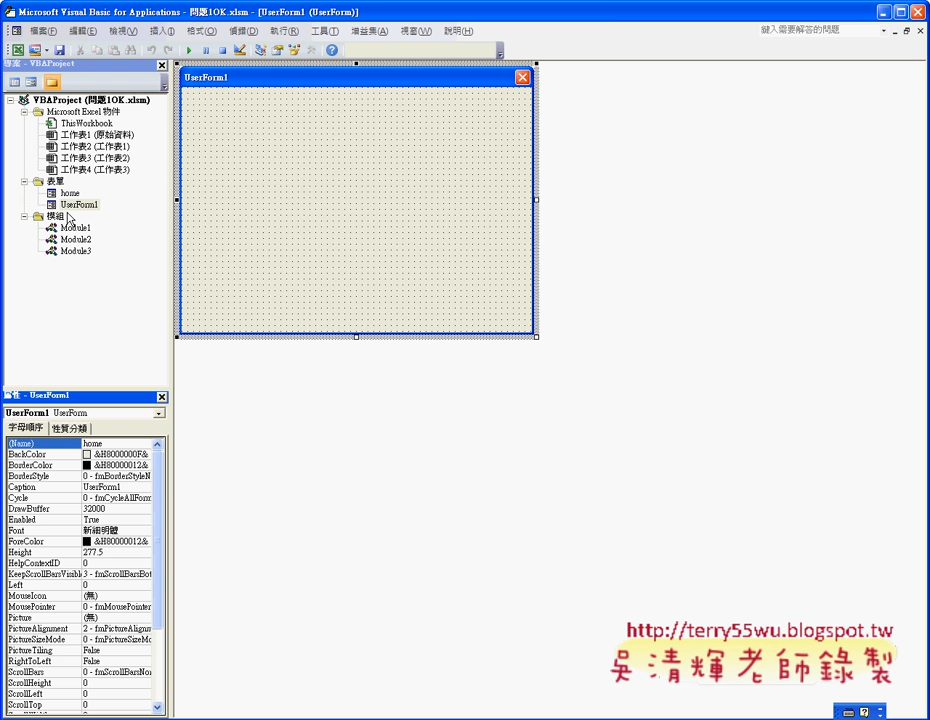 Microsoft Visual Basic for Applications - 問題1OK.xlsm - [UserForm1 (UserForm)]
檔案(F) 編輯(E) 檢視(V) 插入(I) 格式(O) 偵錯(D) 執行(R) 工具(T) 增益集(A) 視窗(W) 說明(H) 鍵入需要解答的問題
專案 - VBAProject
VBAProject (問題1OK.xlsm)
Microsoft Excel 物件
ThisWorkbook
工作表1 (原始資料)
工作表2 (工作表1)
工作表3 (工作表2)
工作表4 (工作表3)
表單
home
UserForm1
模組
Module1
Module2
Module3
UserForm1
性 - UserForm1
UserForm1 UserForm
字母順序 性質分類
(Name) home
BackColor &H8000000F&
BorderColor &H80000012&
BorderStyle 0 - fmBorderStyleN
Caption UserForm1
Cycle 0 - fmCycleAllForm
DrawBuffer 32000
Enabled True
Font 新細明體
ForeColor &H80000012&
Height 277.5
HelpContextID 0
KeepScrollBarsVisibl 3 - fmScrollBarsBot
Left 0
MouseIcon (無)
MousePointer 0 - fmMousePointer
Picture (無)
PictureAlignment 2 - fmPictureAlignm
PictureSizeMode 0 - fmPictureSizeMo
PictureTiling False
RightToLeft False
ScrollBars 0 - fmScrollBarsNon
ScrollHeight 0
ScrollLeft 0
ScrollTop 0
http://terry55wu.blogspot.tw
吳清輝老師錄製